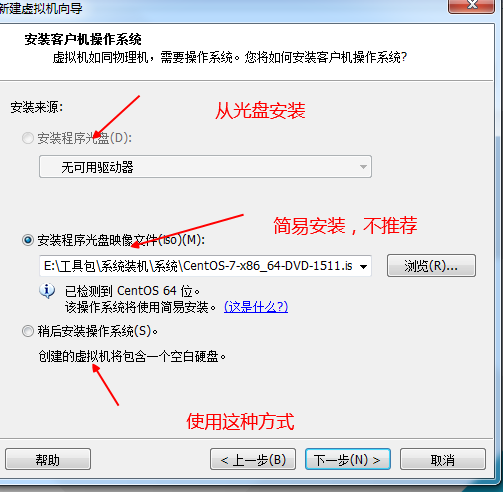 新建虚拟机向导
安装客户机操作系统
虚拟机如同物理机，需要操作系统。您将如何安装客户机操作系统?
安装来源:
从光盘安装
安装程序光盘(D):
无可用驱动器
简易安装，不推荐
安装程序光盘映像文件(iso)(M):
E:\工具包\系统装机\系统\CentOS-7-x86_64-DVD-1511.is
浏览(R)...
已检测到 CentOS 64 位。
该操作系统将使用简易安装。 (这是什么?)
稍后安装操作系统(S)。
创建的虚拟机将包含一个空白硬盘。
使用这种方式
帮助
< 上一步(B)
下一步(N) >
取消